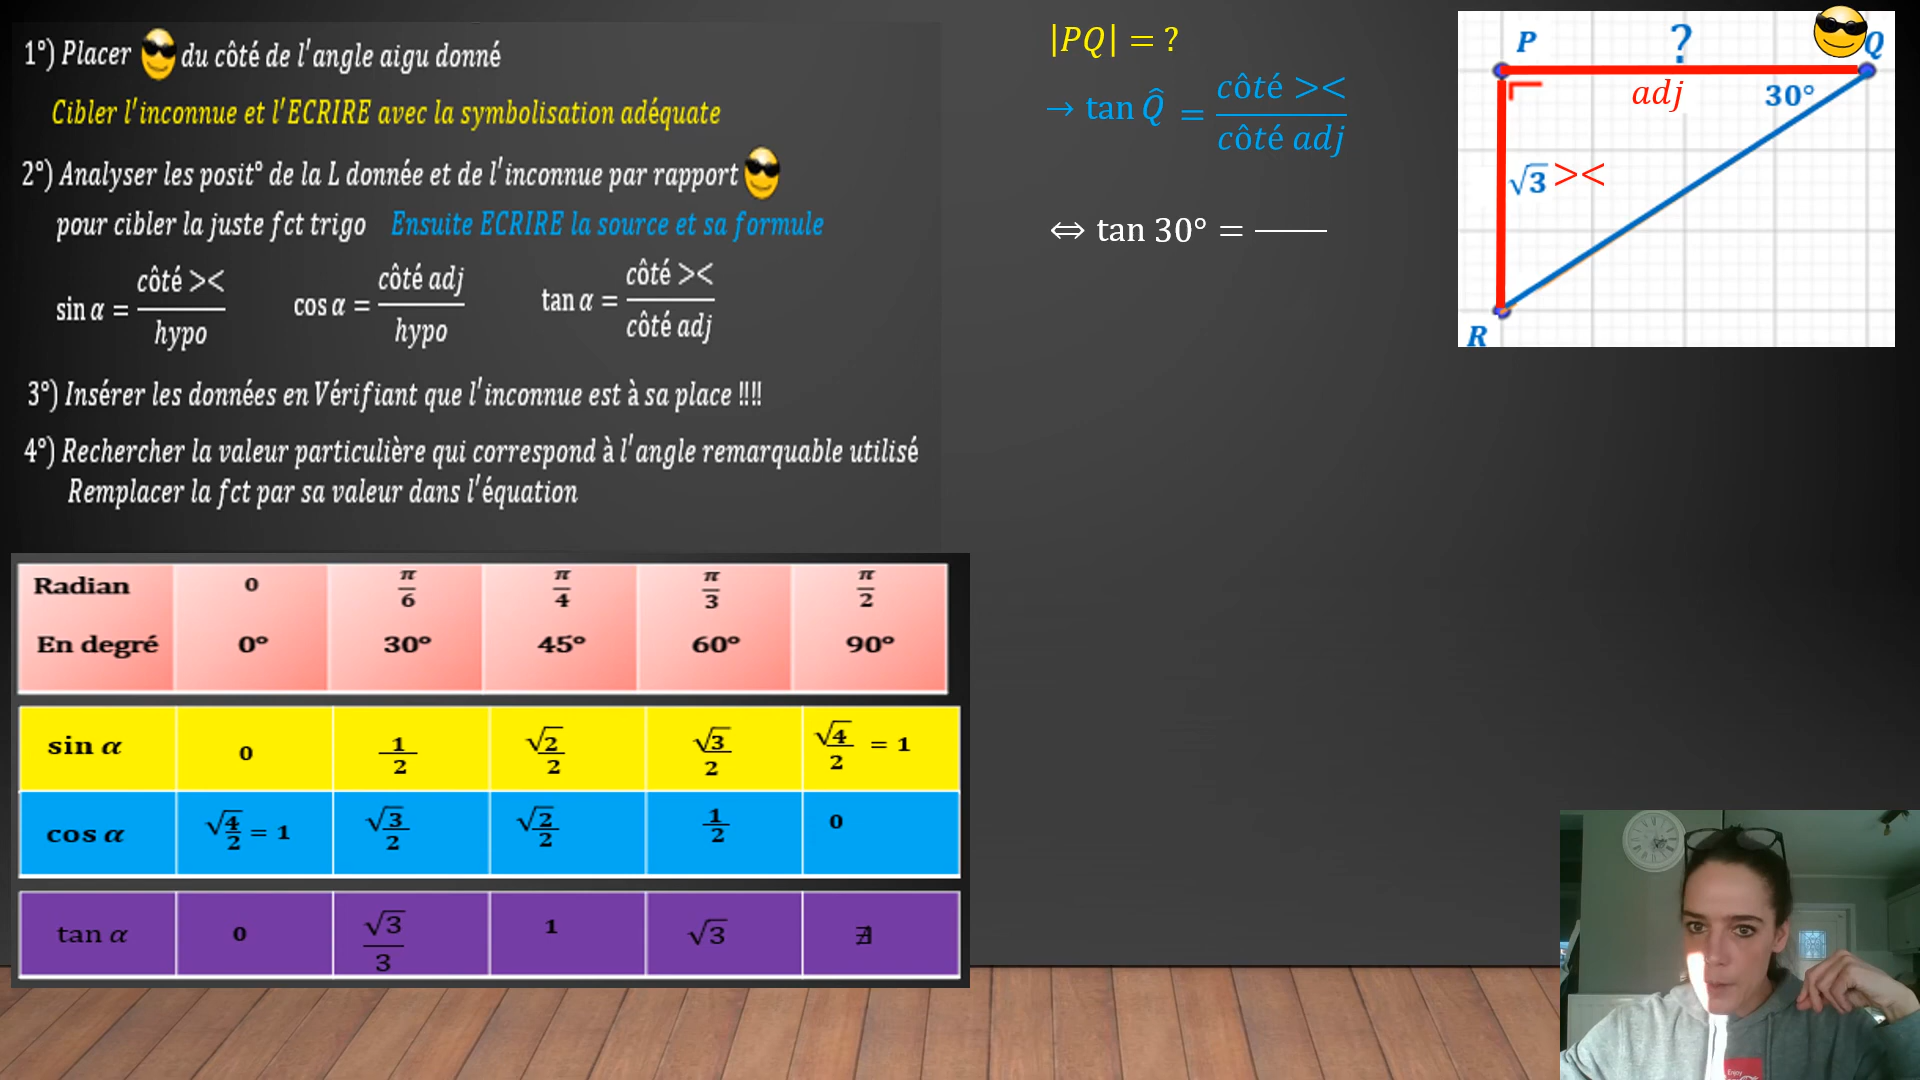 1°) Placer du côté de l'angle aigu donné
Cibler l'inconnue et l'ECRIRE avec la symbolisation adéquate
2°) Analyser les posit° de la L donnée et de l'inconnue par rapport
pour cibler la juste fct trigo Ensuite ECRIRE la source et sa formule
sin α = côté >< / hypo cos α = côté adj / hypo tan α = côté >< / côté adj
3°) Insérer les données en Vérifiant que l'inconnue est à sa place !!!!
4°) Rechercher la valeur particulière qui correspond à l'angle remarquable utilisé
Remplacer la fct par sa valeur dans l'équation
Radian 0 π/6 π/4 π/3 π/2
En degré 0° 30° 45° 60° 90°
sin α 0 1/2 √2/2 √3/2 √4/2 = 1
cos α √4/2 = 1 √3/2 √2/2 1/2 0
tan α 0 √3/3 1 √3 ∄
|PQ| = ?
→ tan Q̂ = côté >< / côté adj
⇔ tan 30° = ——
P ? Q
adj 30°
√3 ><
R
Enjoy